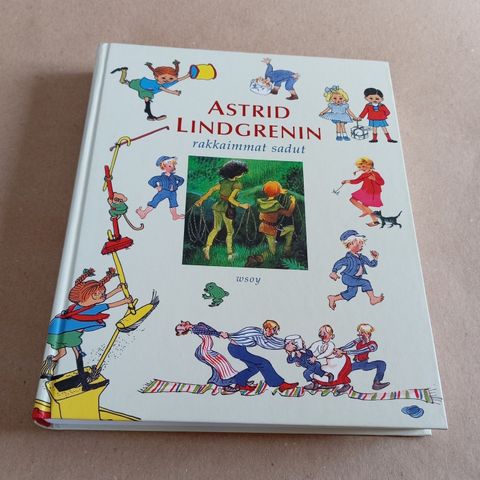 ASTRID
LINDGRENIN
rakkaimmat sadut
wsoy